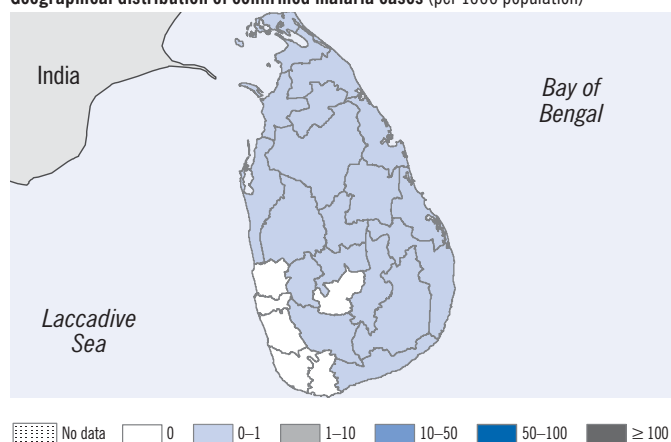 Geographical distribution of confirmed malaria cases (per 1000 population)
India
Bay of
Bengal
Laccadive
Sea
No data 0 0–1 1–10 10–50 50–100 ≥ 100